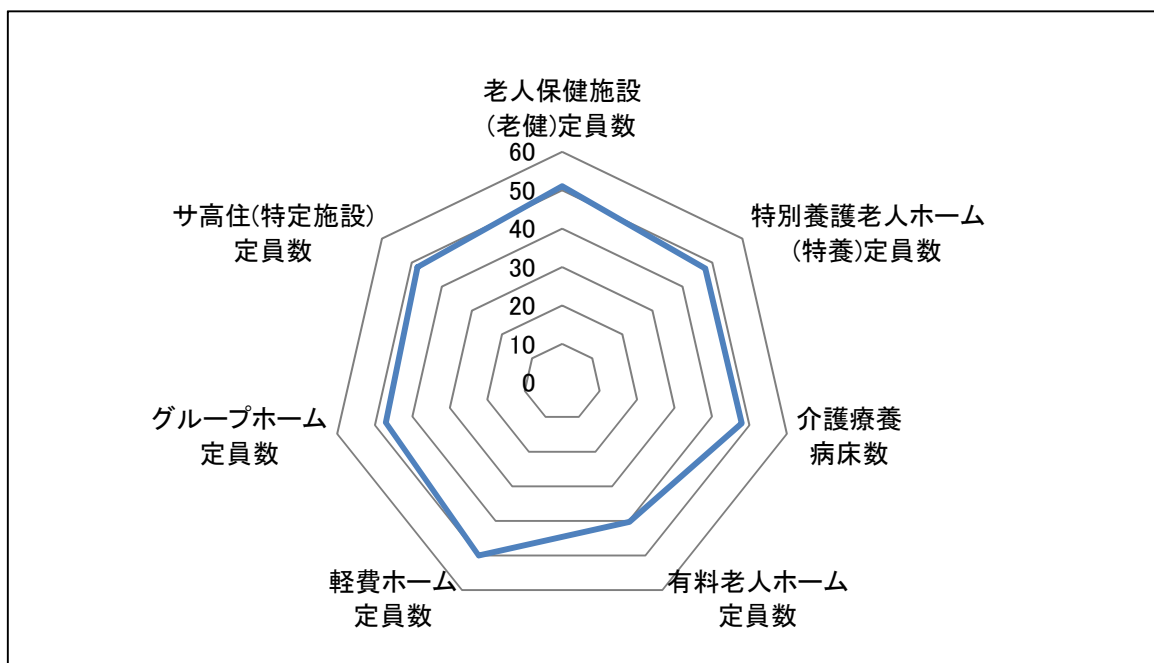 老人保健施設
(老健)定員数
60
50
40
30
20
10
0
特別養護老人ホーム
(特養)定員数
介護療養
病床数
有料老人ホーム
定員数
軽費ホーム
定員数
グループホーム
定員数
サ高住(特定施設)
定員数